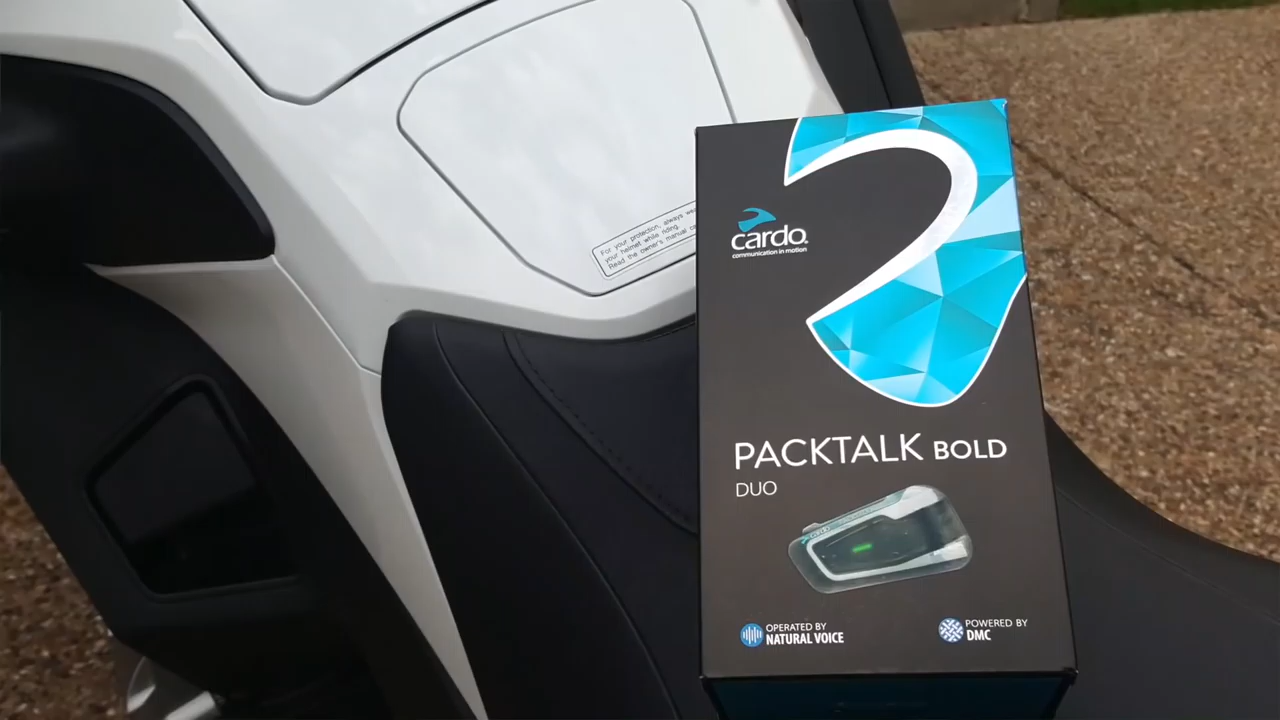 For your protection, always
your helmet while riding.
Read the owner's manual
cardo
communication in motion
PACKTALK BOLD
DUO
OPERATED BY
NATURAL VOICE
POWERED BY
DMC